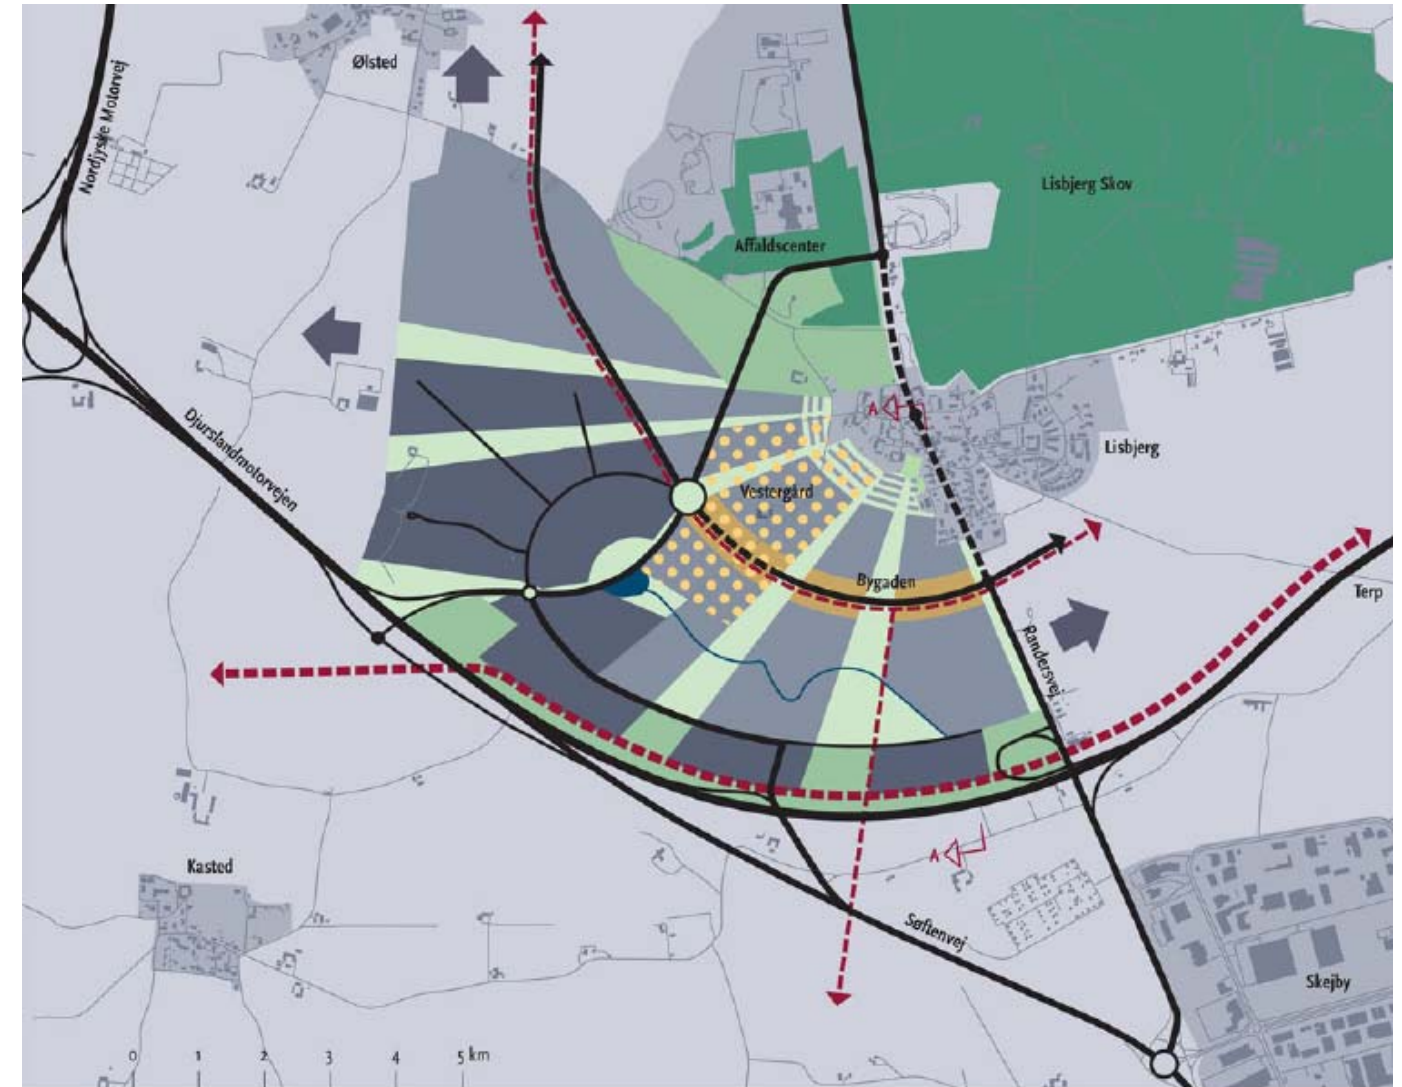 Ølsted
Nordjyske Motorvej
Lisbjerg Skov
Affaldscenter
A
Djurslandmotorvejen
Lisbjerg
Vestergård
Bygaden
Terp
Randersvej
A
Kasted
Søftenvej
Skejby
0 1 2 3 4 5 km